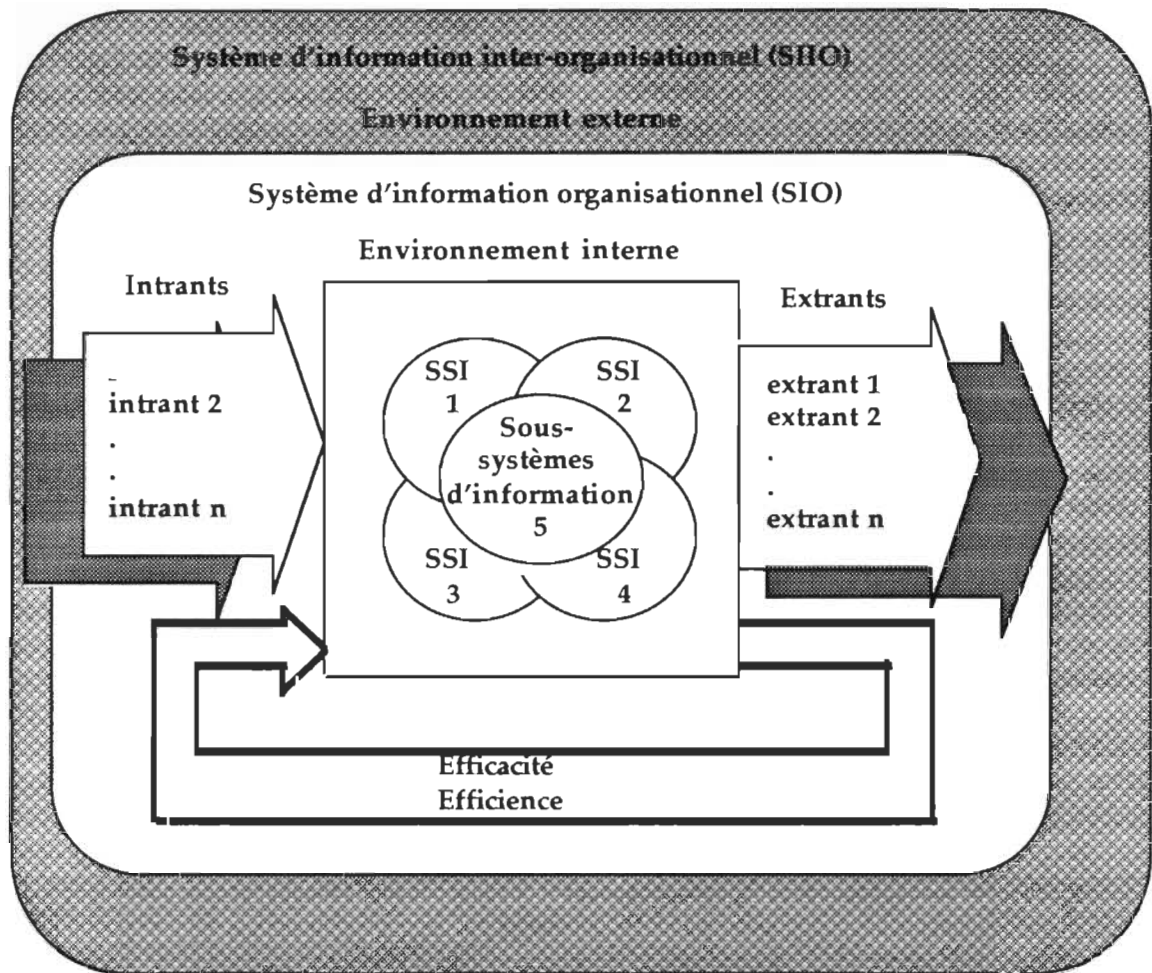 Système d'information inter-organisationnel (SIIO)
Environnement externe
Système d'information organisationnel (SIO)
Environnement interne
Intrants
intrant 2
.
.
intrant n
SSI
1
SSI
2
Sous-
systèmes
d'information
5
SSI
3
SSI
4
Extrants
extrant 1
extrant 2
.
.
extrant n
Efficacité
Efficience